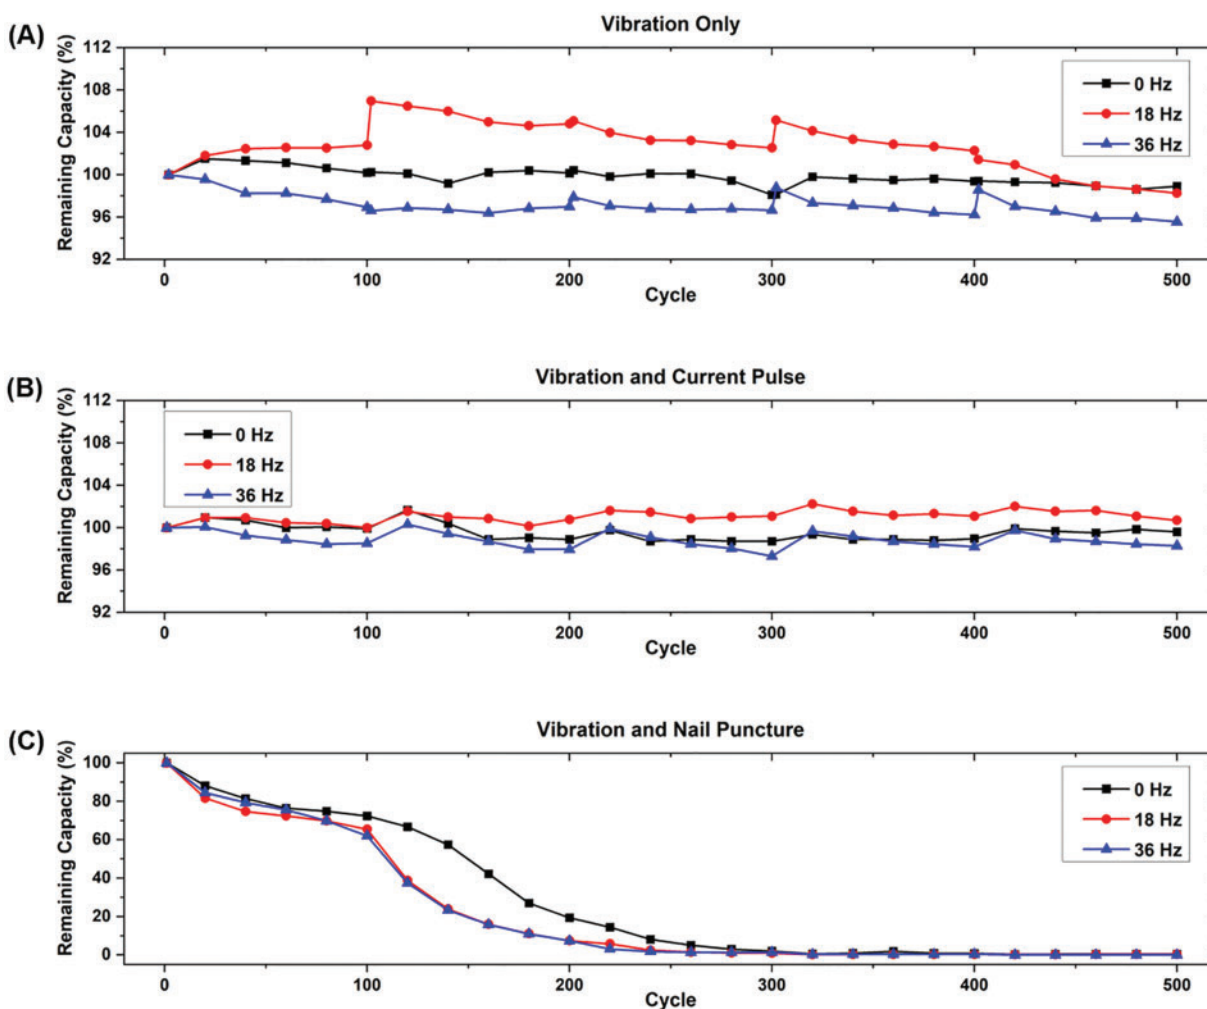 (A)
Vibration Only
Remaining Capacity (%)
112
108
104
100
96
92
0 Hz
18 Hz
36 Hz
0 100 200 300 400 500
Cycle
(B)
Vibration and Current Pulse
Remaining Capacity (%)
112
108
104
100
96
92
0 Hz
18 Hz
36 Hz
0 100 200 300 400 500
Cycle
(C)
Vibration and Nail Puncture
Remaining Capacity (%)
100
80
60
40
20
0
0 Hz
18 Hz
36 Hz
0 100 200 300 400 500
Cycle